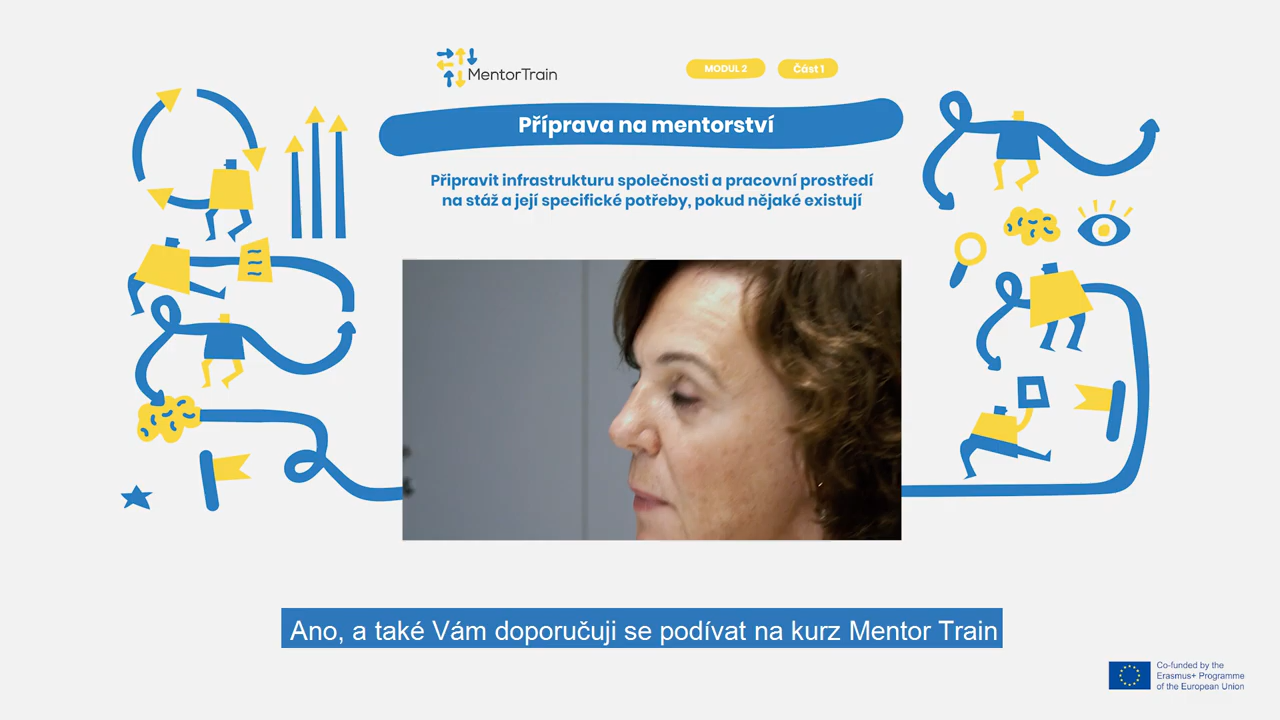 MentorTrain
MODUL 2
Část 1
Příprava na mentorství
Připravit infrastrukturu společnosti a pracovní prostředí
na stáž a její specifické potřeby, pokud nějaké existují
Ano, a také Vám doporučuji se podívat na kurz Mentor Train
Co-funded by the
Erasmus+ Programme
of the European Union